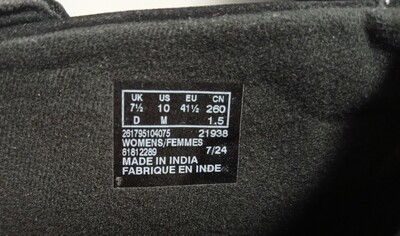 UK US EU CN
7½ 10 41½ 260
D M 1.5
261795104075 21938
WOMENS/FEMMES
61812289 7/24
MADE IN INDIA
FABRIQUE EN INDE